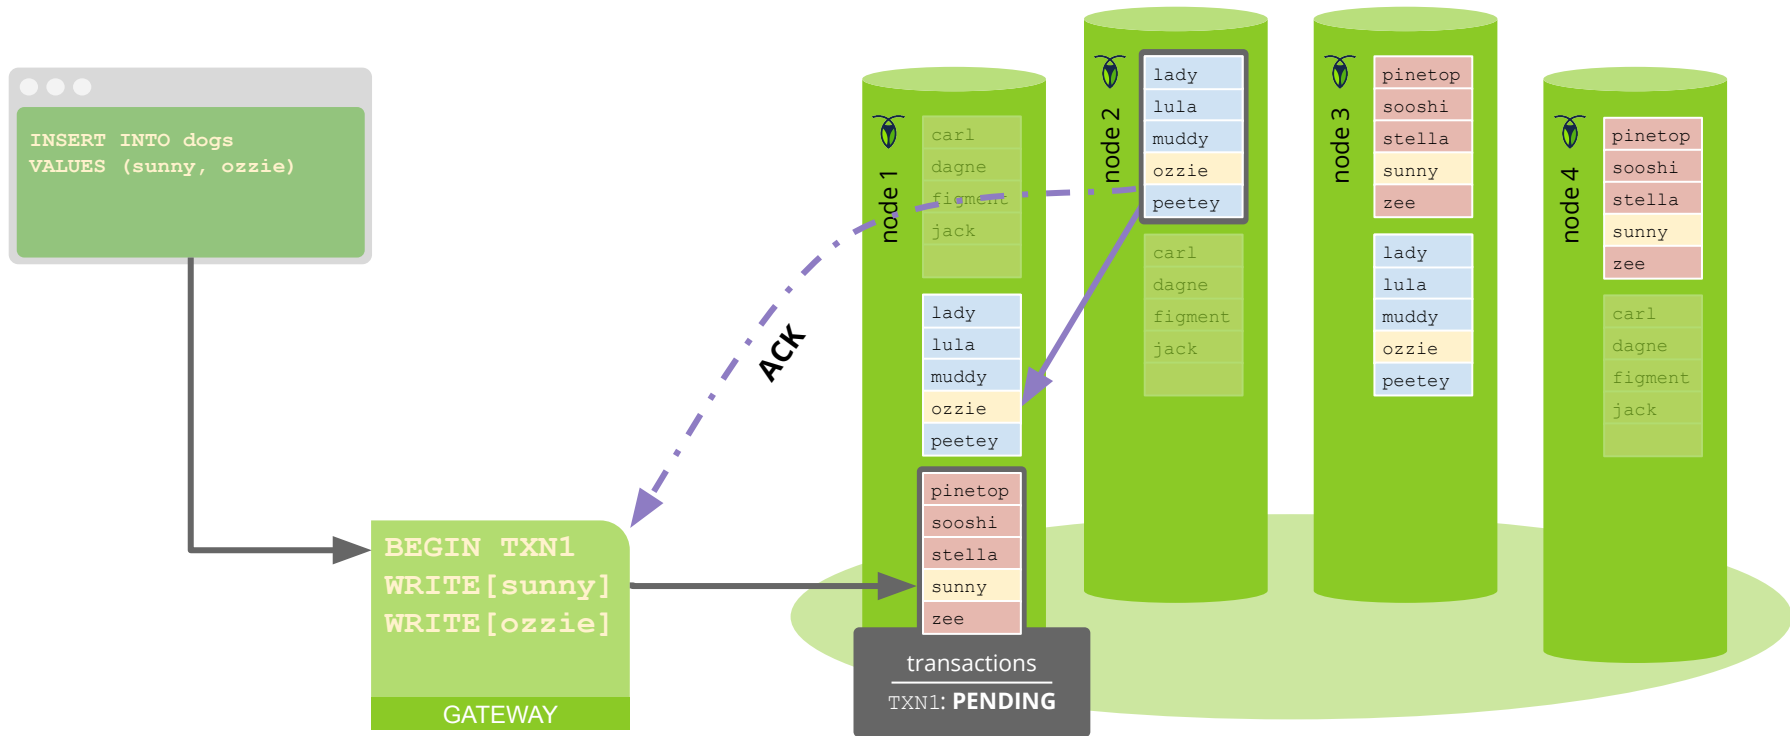 INSERT INTO dogs
VALUES (sunny, ozzie)
BEGIN TXN1
WRITE[sunny]
WRITE[ozzie]
GATEWAY
ACK
node 1
carl
dagne
figment
jack
lady
lula
muddy
ozzie
peetey
pinetop
sooshi
stella
sunny
zee
transactions
TXN1: PENDING
node 2
lady
lula
muddy
ozzie
peetey
carl
dagne
figment
jack
node 3
pinetop
sooshi
stella
sunny
zee
lady
lula
muddy
ozzie
peetey
node 4
pinetop
sooshi
stella
sunny
zee
carl
dagne
figment
jack